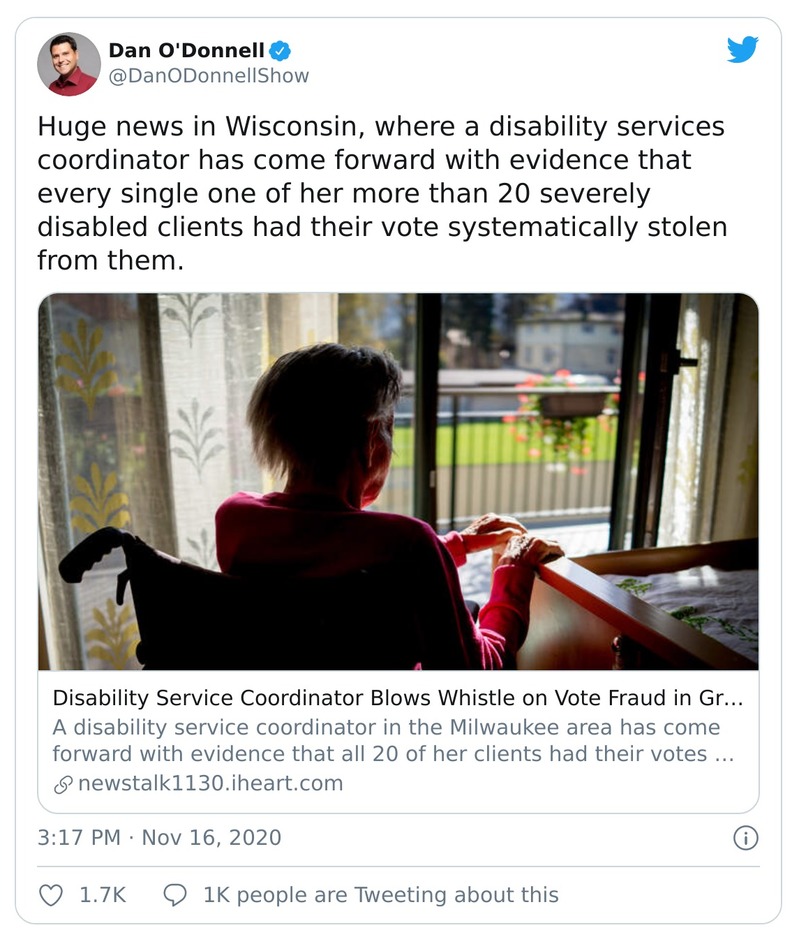 Dan O'Donnell
@DanODonnellShow
Huge news in Wisconsin, where a disability services
coordinator has come forward with evidence that
every single one of her more than 20 severely
disabled clients had their vote systematically stolen
from them.
Disability Service Coordinator Blows Whistle on Vote Fraud in Gr...
A disability service coordinator in the Milwaukee area has come
forward with evidence that all 20 of her clients had their votes ...
newstalk1130.iheart.com
3:17 PM · Nov 16, 2020
1.7K 1K people are Tweeting about this